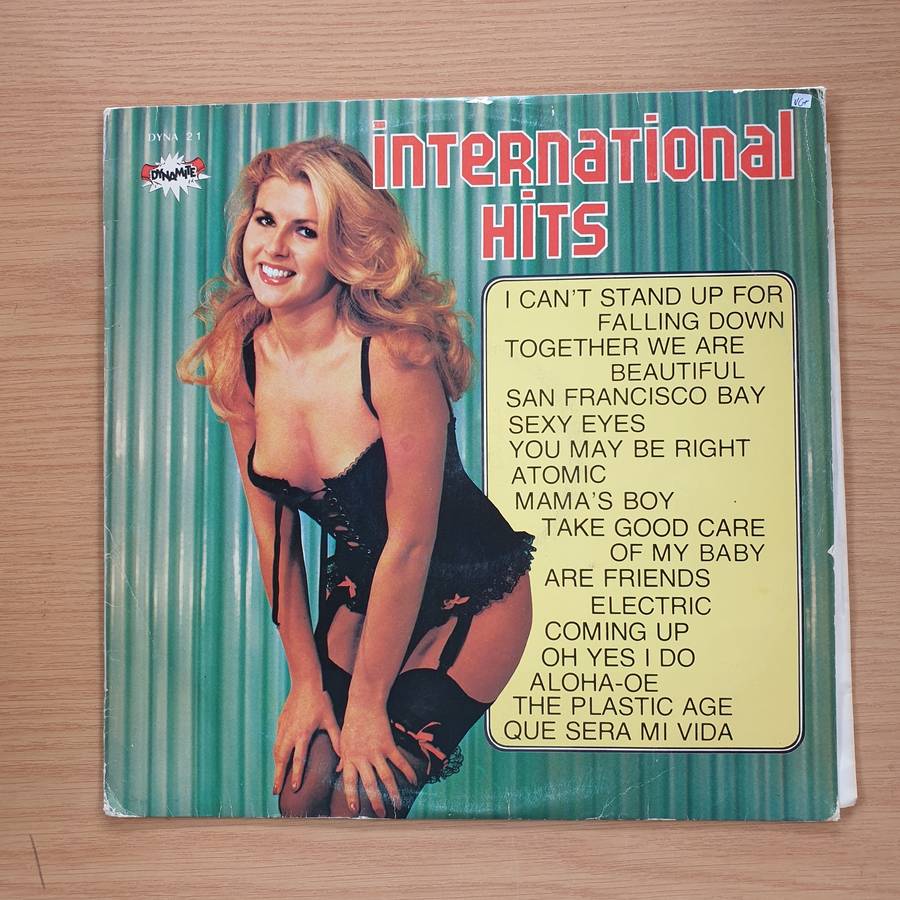 VG+
DYNA 21
DYNAMITE
inteRnational
HiTS
I CAN'T STAND UP FOR
FALLING DOWN
TOGETHER WE ARE
BEAUTIFUL
SAN FRANCISCO BAY
SEXY EYES
YOU MAY BE RIGHT
ATOMIC
MAMA'S BOY
TAKE GOOD CARE
OF MY BABY
ARE FRIENDS
ELECTRIC
COMING UP
OH YES I DO
ALOHA-OE
THE PLASTIC AGE
QUE SERA MI VIDA